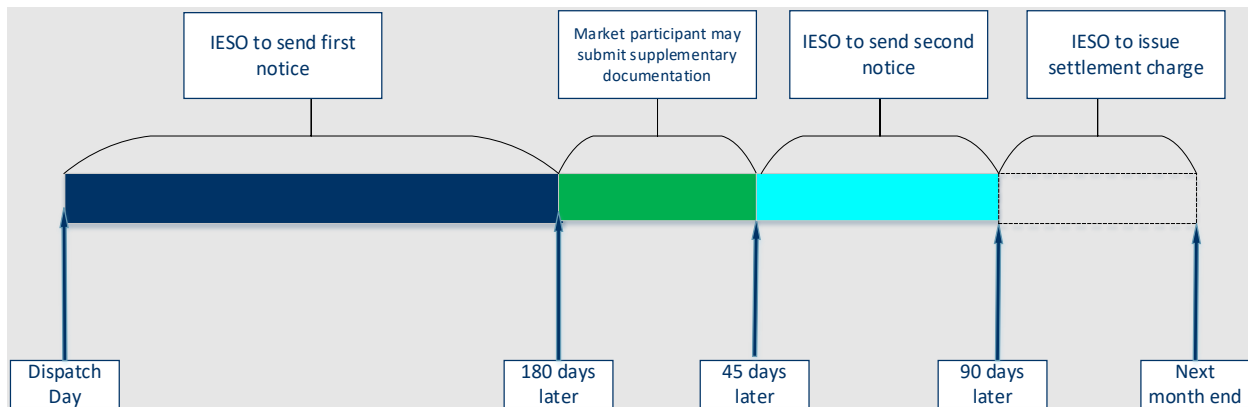 IESO to send first
notice
Market participant may
submit supplementary
documentation
IESO to send second
notice
IESO to issue
settlement charge
Dispatch
Day
180 days
later
45 days
later
90 days
later
Next
month end